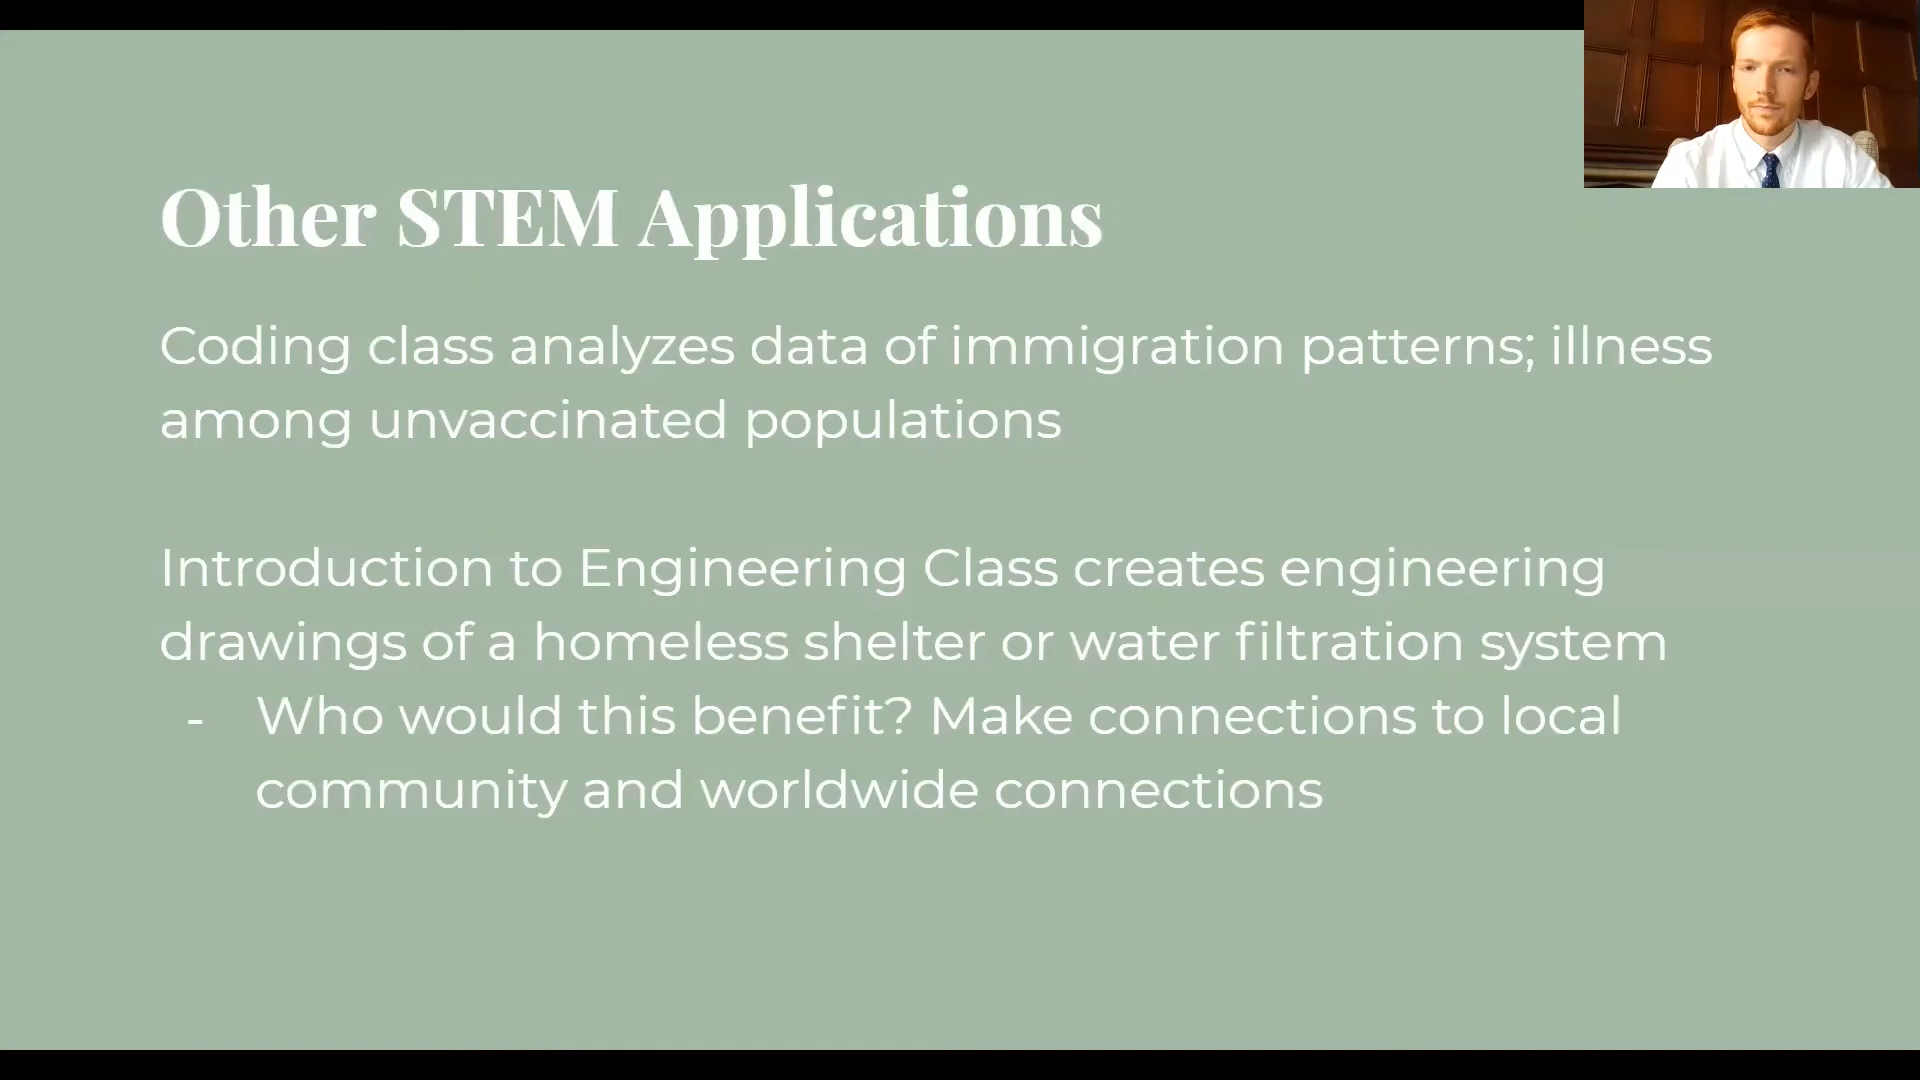 Other STEM Applications
Coding class analyzes data of immigration patterns; illness
among unvaccinated populations
Introduction to Engineering Class creates engineering
drawings of a homeless shelter or water filtration system
- Who would this benefit? Make connections to local
community and worldwide connections